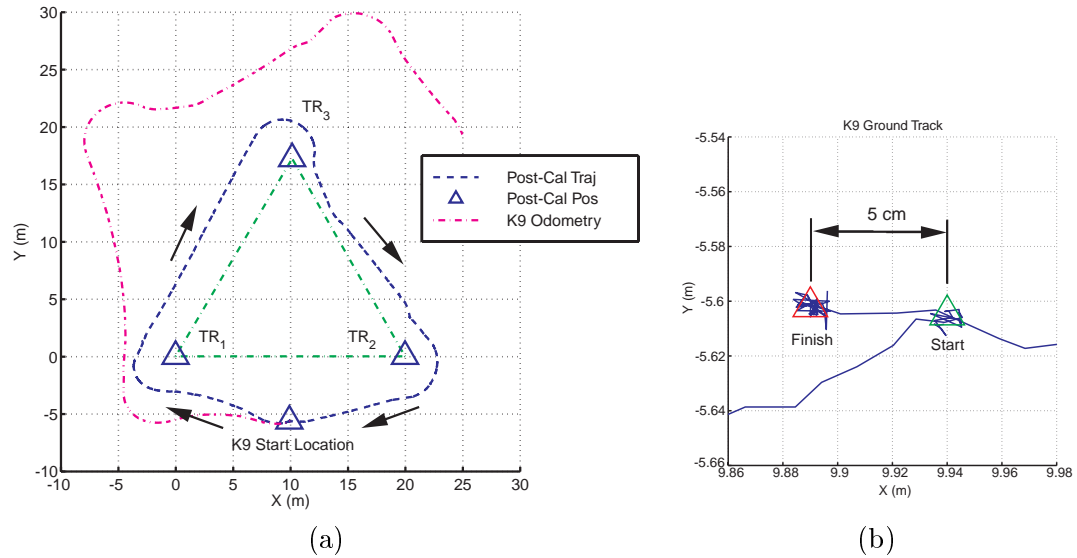 30
25
20
15
10
5
0
-5
-10
Y (m)
-10
-5
0
5
10
15
20
25
30
X (m)
TR3
TR1
TR2
K9 Start Location
Post-Cal Traj
Post-Cal Pos
K9 Odometry
(a)
K9 Ground Track
-5.54
-5.56
-5.58
-5.6
-5.62
-5.64
-5.66
Y (m)
5 cm
Finish
Start
9.86
9.88
9.9
9.92
9.94
9.96
9.98
X (m)
(b)